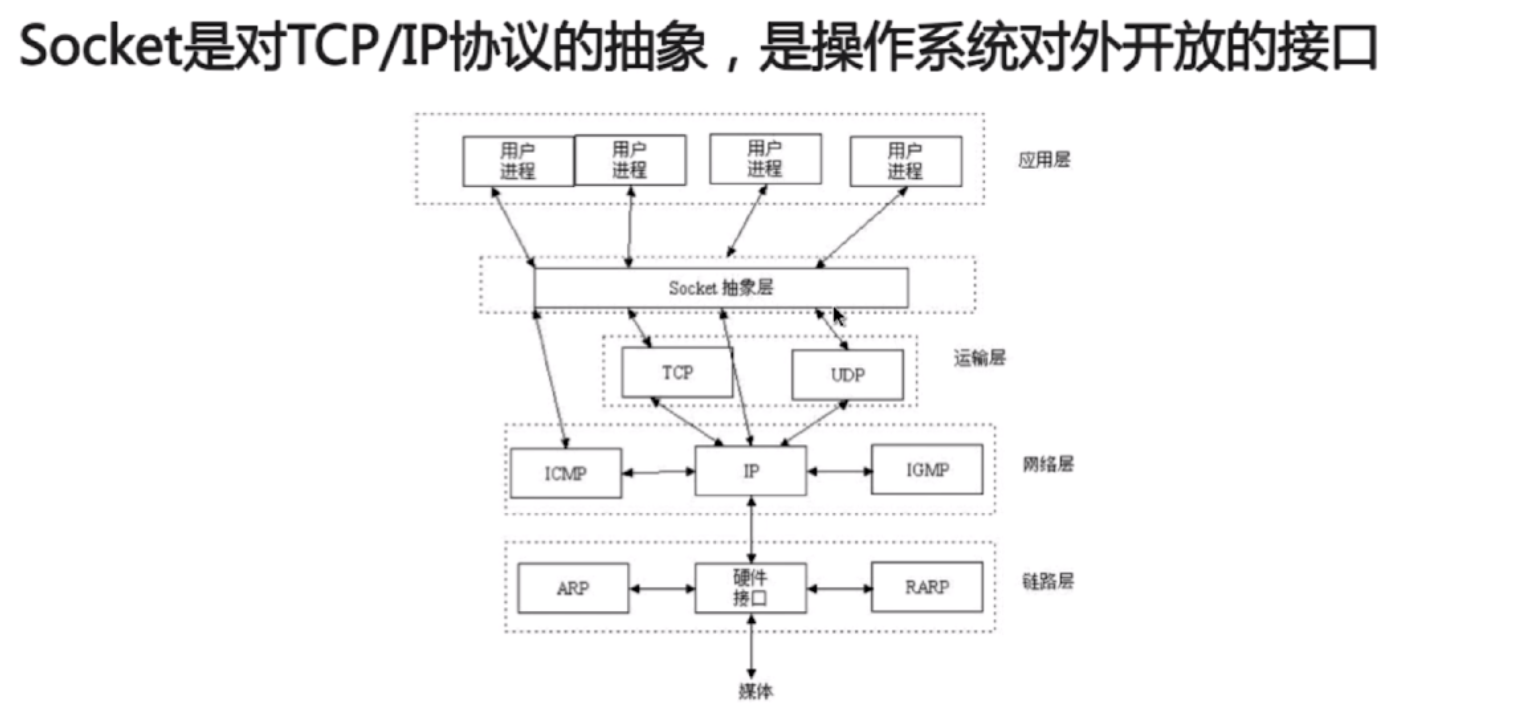 Socket是对TCP/IP协议的抽象，是操作系统对外开放的接口
用户
进程
用户
进程
用户
进程
用户
进程
应用层
Socket 抽象层
TCP
UDP
运输层
ICMP
IP
IGMP
网络层
ARP
硬件
接口
RARP
链路层
媒体